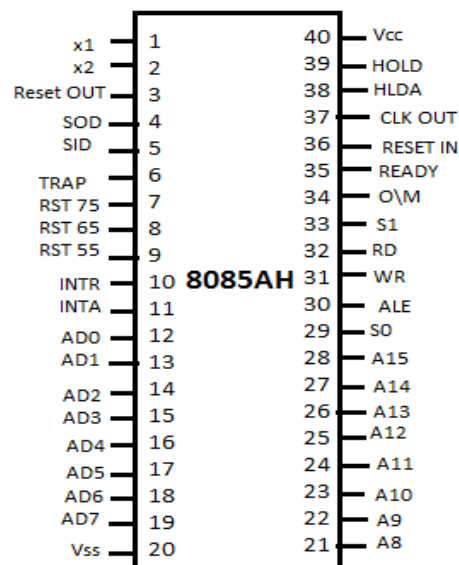 x1 1 40 Vcc
x2 2 39 HOLD
Reset OUT 3 38 HLDA
SOD 4 37 CLK OUT
SID 5 36 RESET IN
TRAP 6 35 READY
RST 75 7 34 O\M
RST 65 8 33 S1
RST 55 9 32 RD
INTR 10 8085AH 31 WR
INTA 11 30 ALE
AD0 12 29 S0
AD1 13 28 A15
AD2 14 27 A14
AD3 15 26 A13
AD4 16 25 A12
AD5 17 24 A11
AD6 18 23 A10
AD7 19 22 A9
Vss 20 21 A8